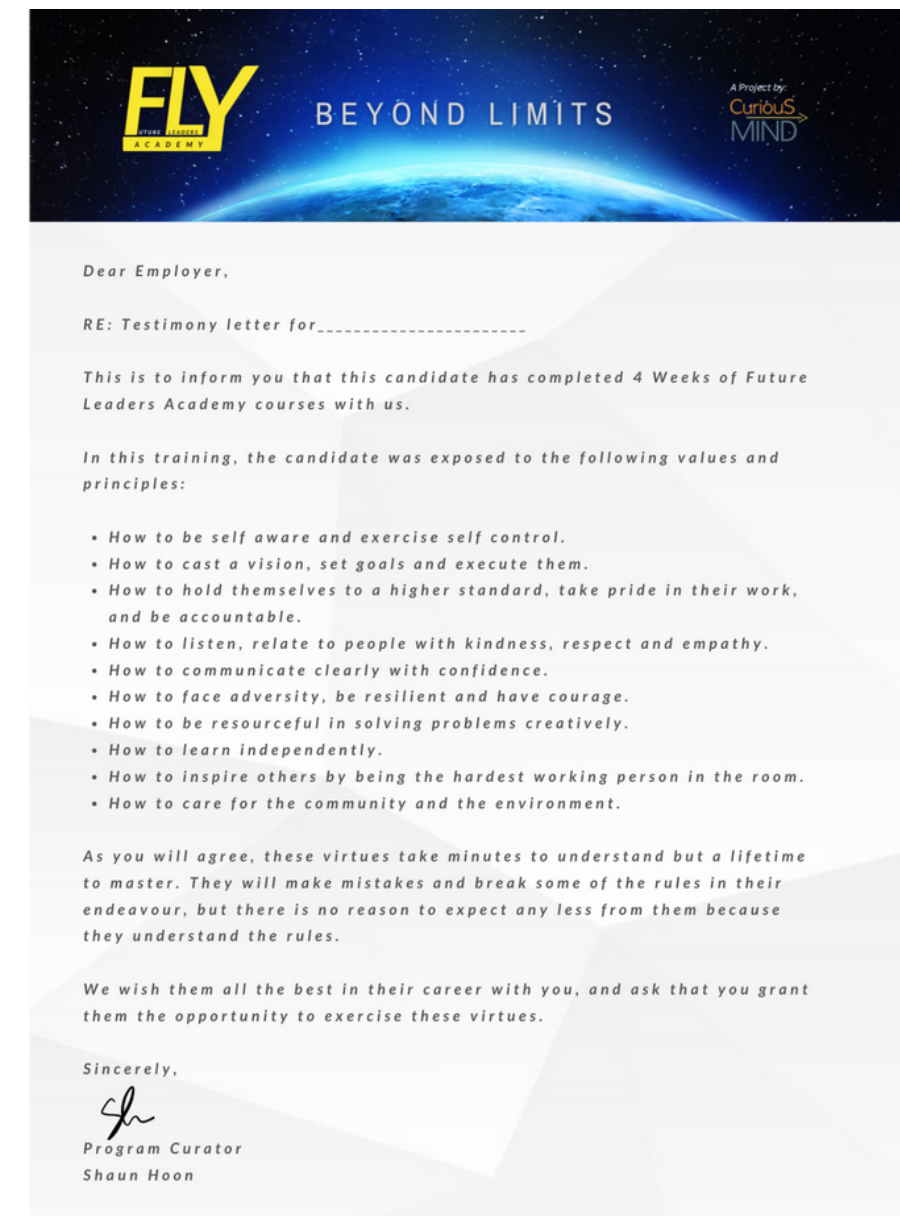 FLY
UTURE LEADERS
ACADEMY
BEYOND LIMITS
A Project by:
CuriouS
MIND
Dear Employer,
RE: Testimony letter for_______________________
This is to inform you that this candidate has completed 4 Weeks of Future
Leaders Academy courses with us.
In this training, the candidate was exposed to the following values and
principles:
• How to be self aware and exercise self control.
• How to cast a vision, set goals and execute them.
• How to hold themselves to a higher standard, take pride in their work,
and be accountable.
• How to listen, relate to people with kindness, respect and empathy.
• How to communicate clearly with confidence.
• How to face adversity, be resilient and have courage.
• How to be resourceful in solving problems creatively.
• How to learn independently.
• How to inspire others by being the hardest working person in the room.
• How to care for the community and the environment.
As you will agree, these virtues take minutes to understand but a lifetime
to master. They will make mistakes and break some of the rules in their
endeavour, but there is no reason to expect any less from them because
they understand the rules.
We wish them all the best in their career with you, and ask that you grant
them the opportunity to exercise these virtues.
Sincerely,
Program Curator
Shaun Hoon